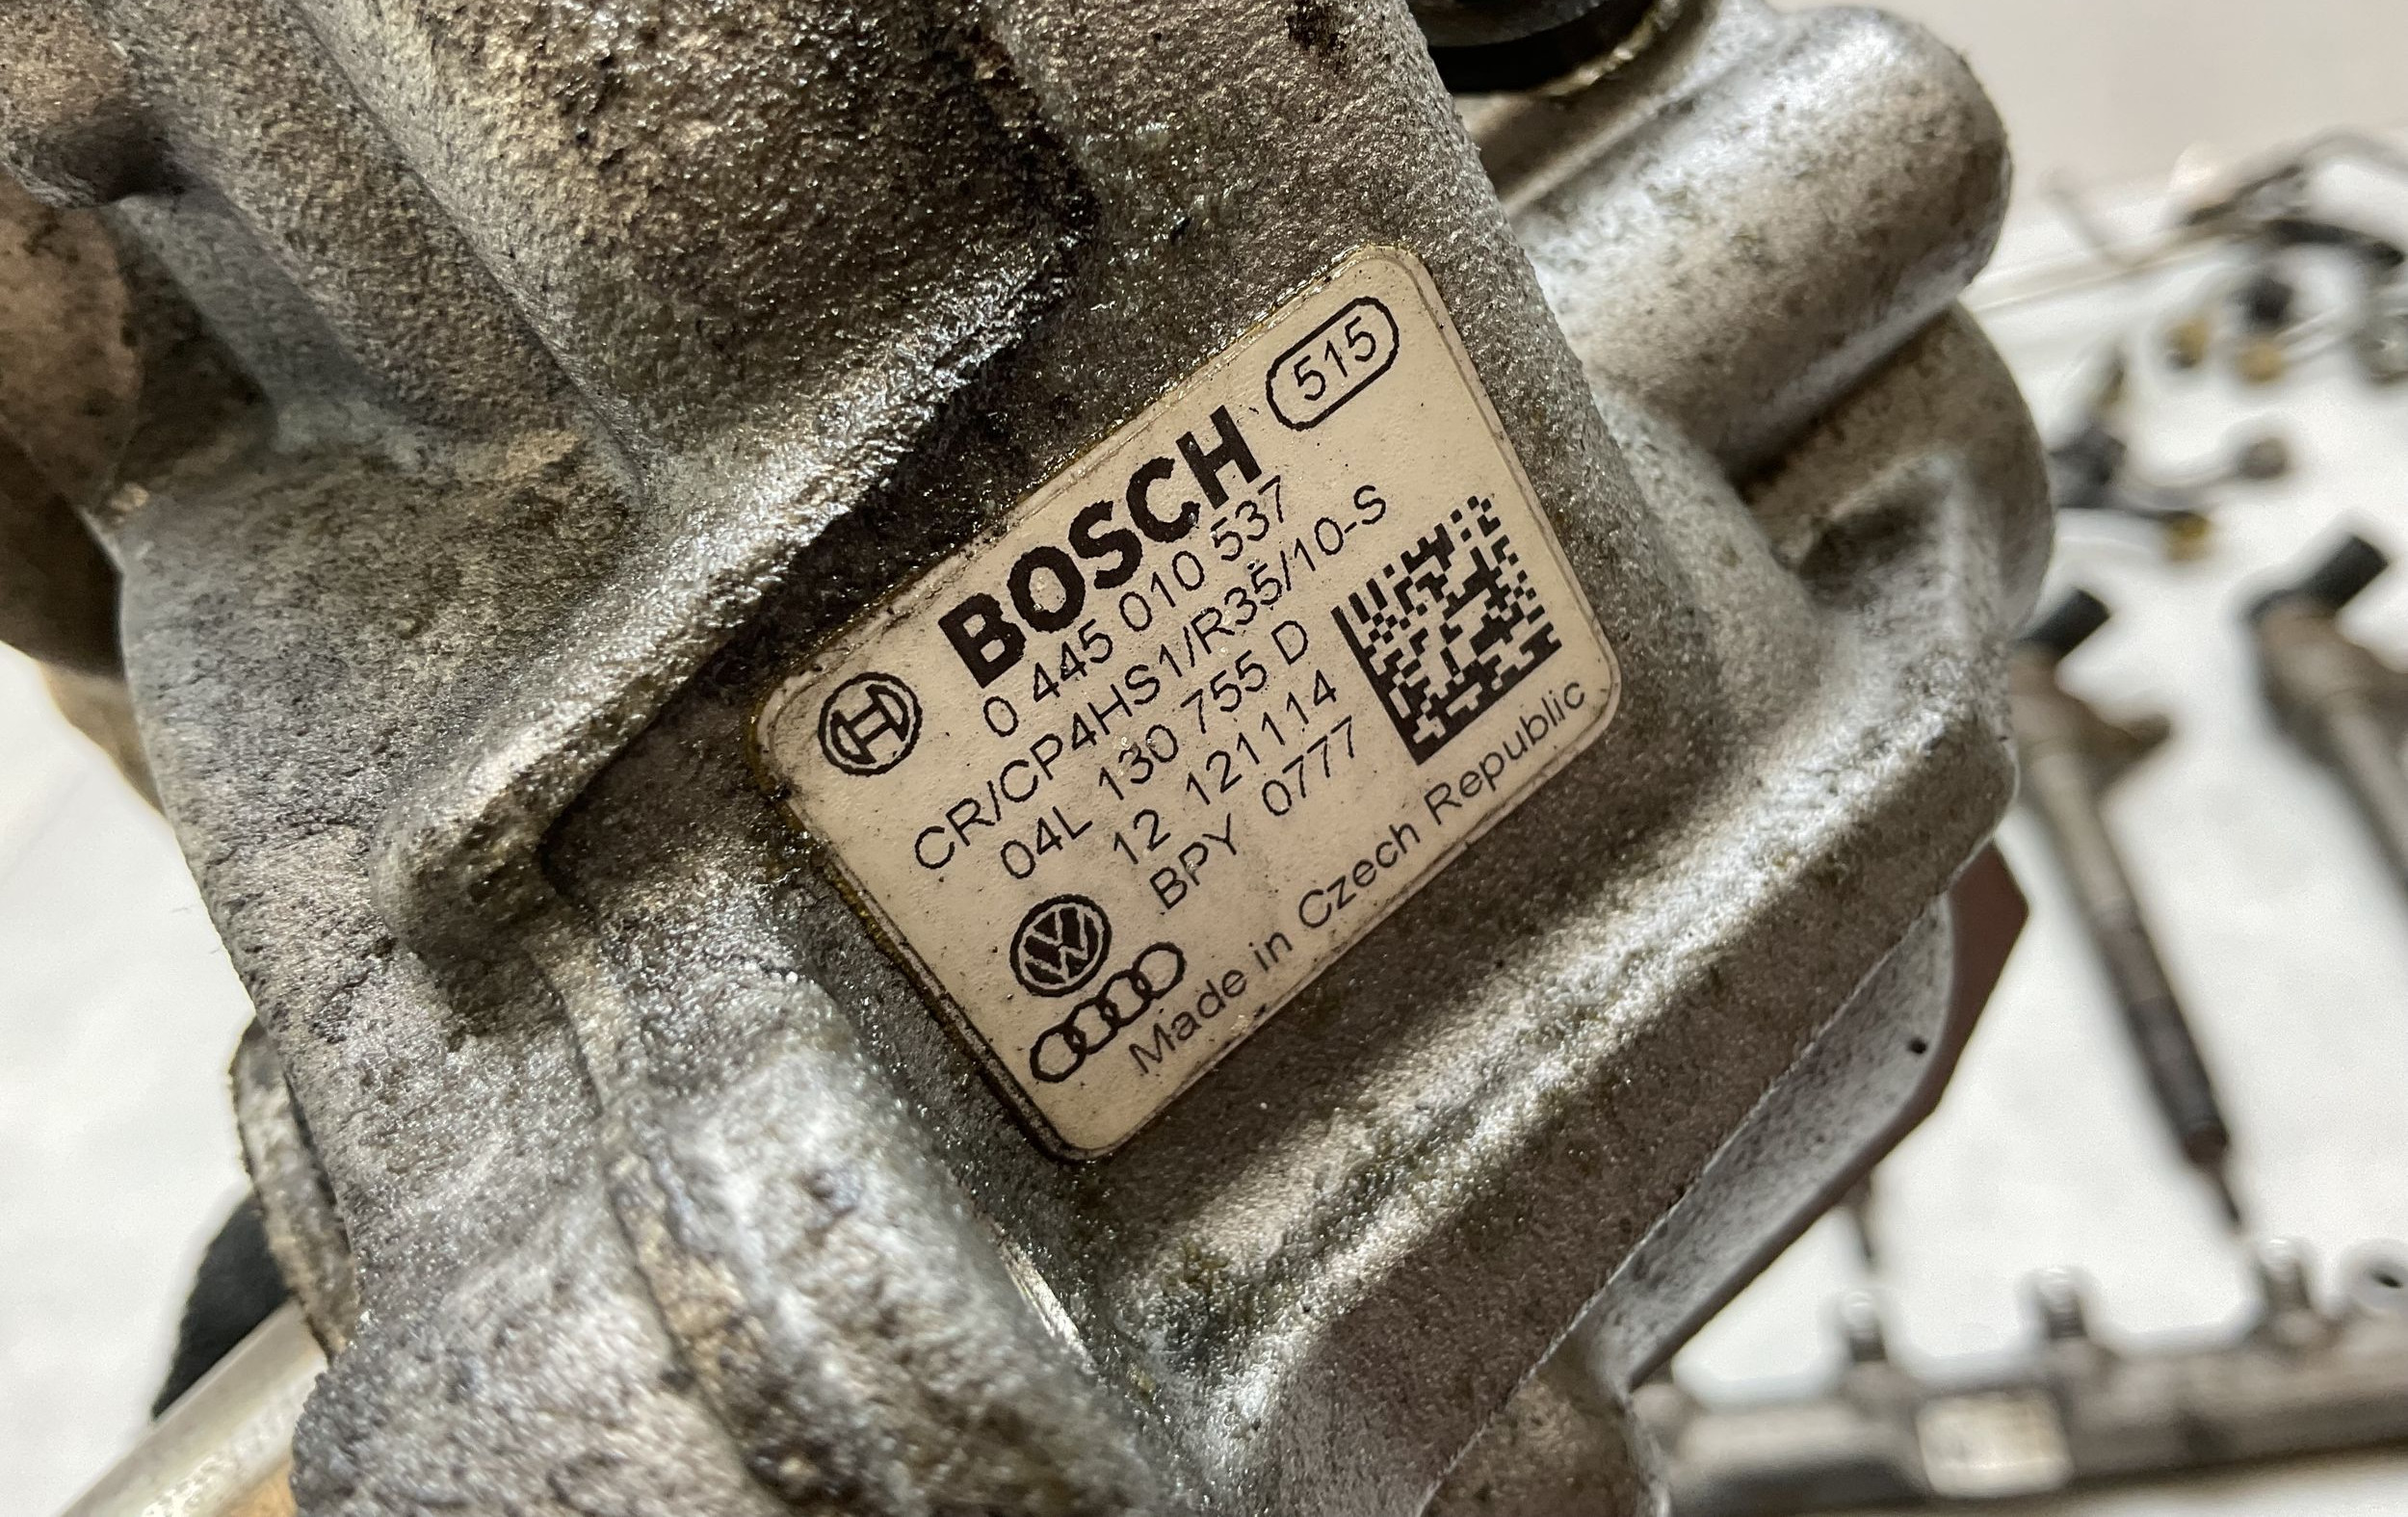 BOSCH 515
0 445 010 537
CR/CP4HS1/R35/10-S
04L 130 755 D
12 121114
BPY 0777
Made in Czech Republic